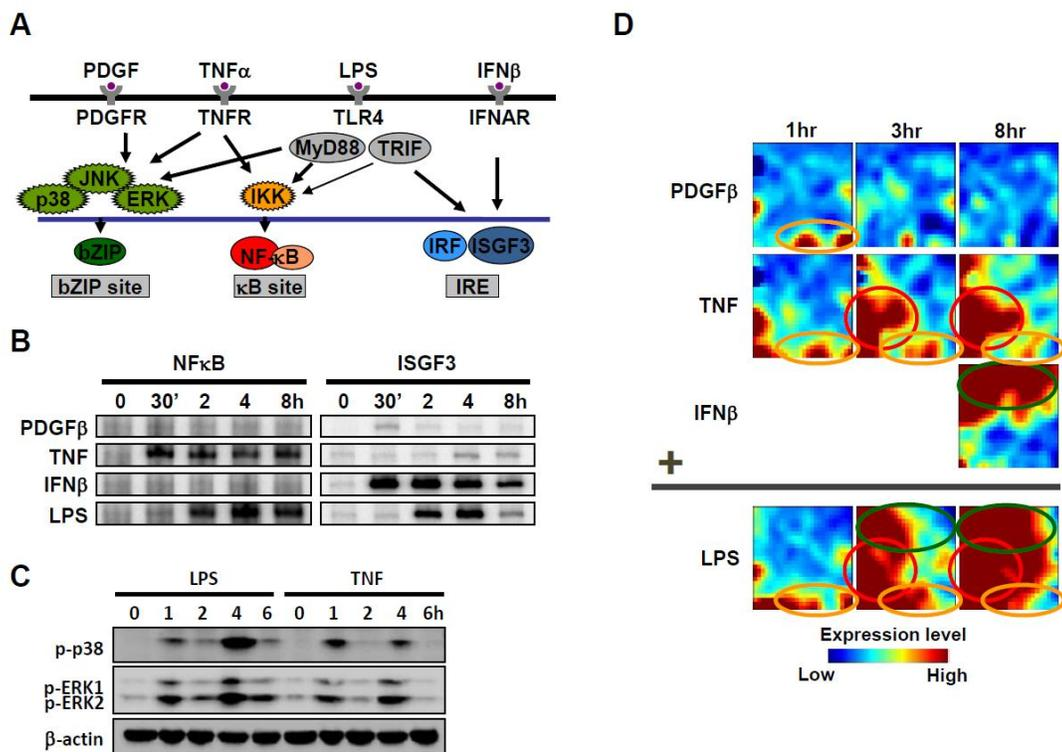 A
PDGF TNFα LPS IFNβ
PDGFR TNFR TLR4 IFNAR
MyD88 TRIF
JNK
p38 ERK IKK
bZIP NF-κB IRF ISGF3
bZIP site κB site IRE
B
NFκB ISGF3
0 30' 2 4 8h 0 30' 2 4 8h
PDGFβ
TNF
IFNβ
LPS
C
LPS TNF
0 1 2 4 6 0 1 2 4 6h
p-p38
p-ERK1
p-ERK2
β-actin
D
1hr 3hr 8hr
PDGFβ
TNF
IFNβ
+
LPS
Expression level
Low High